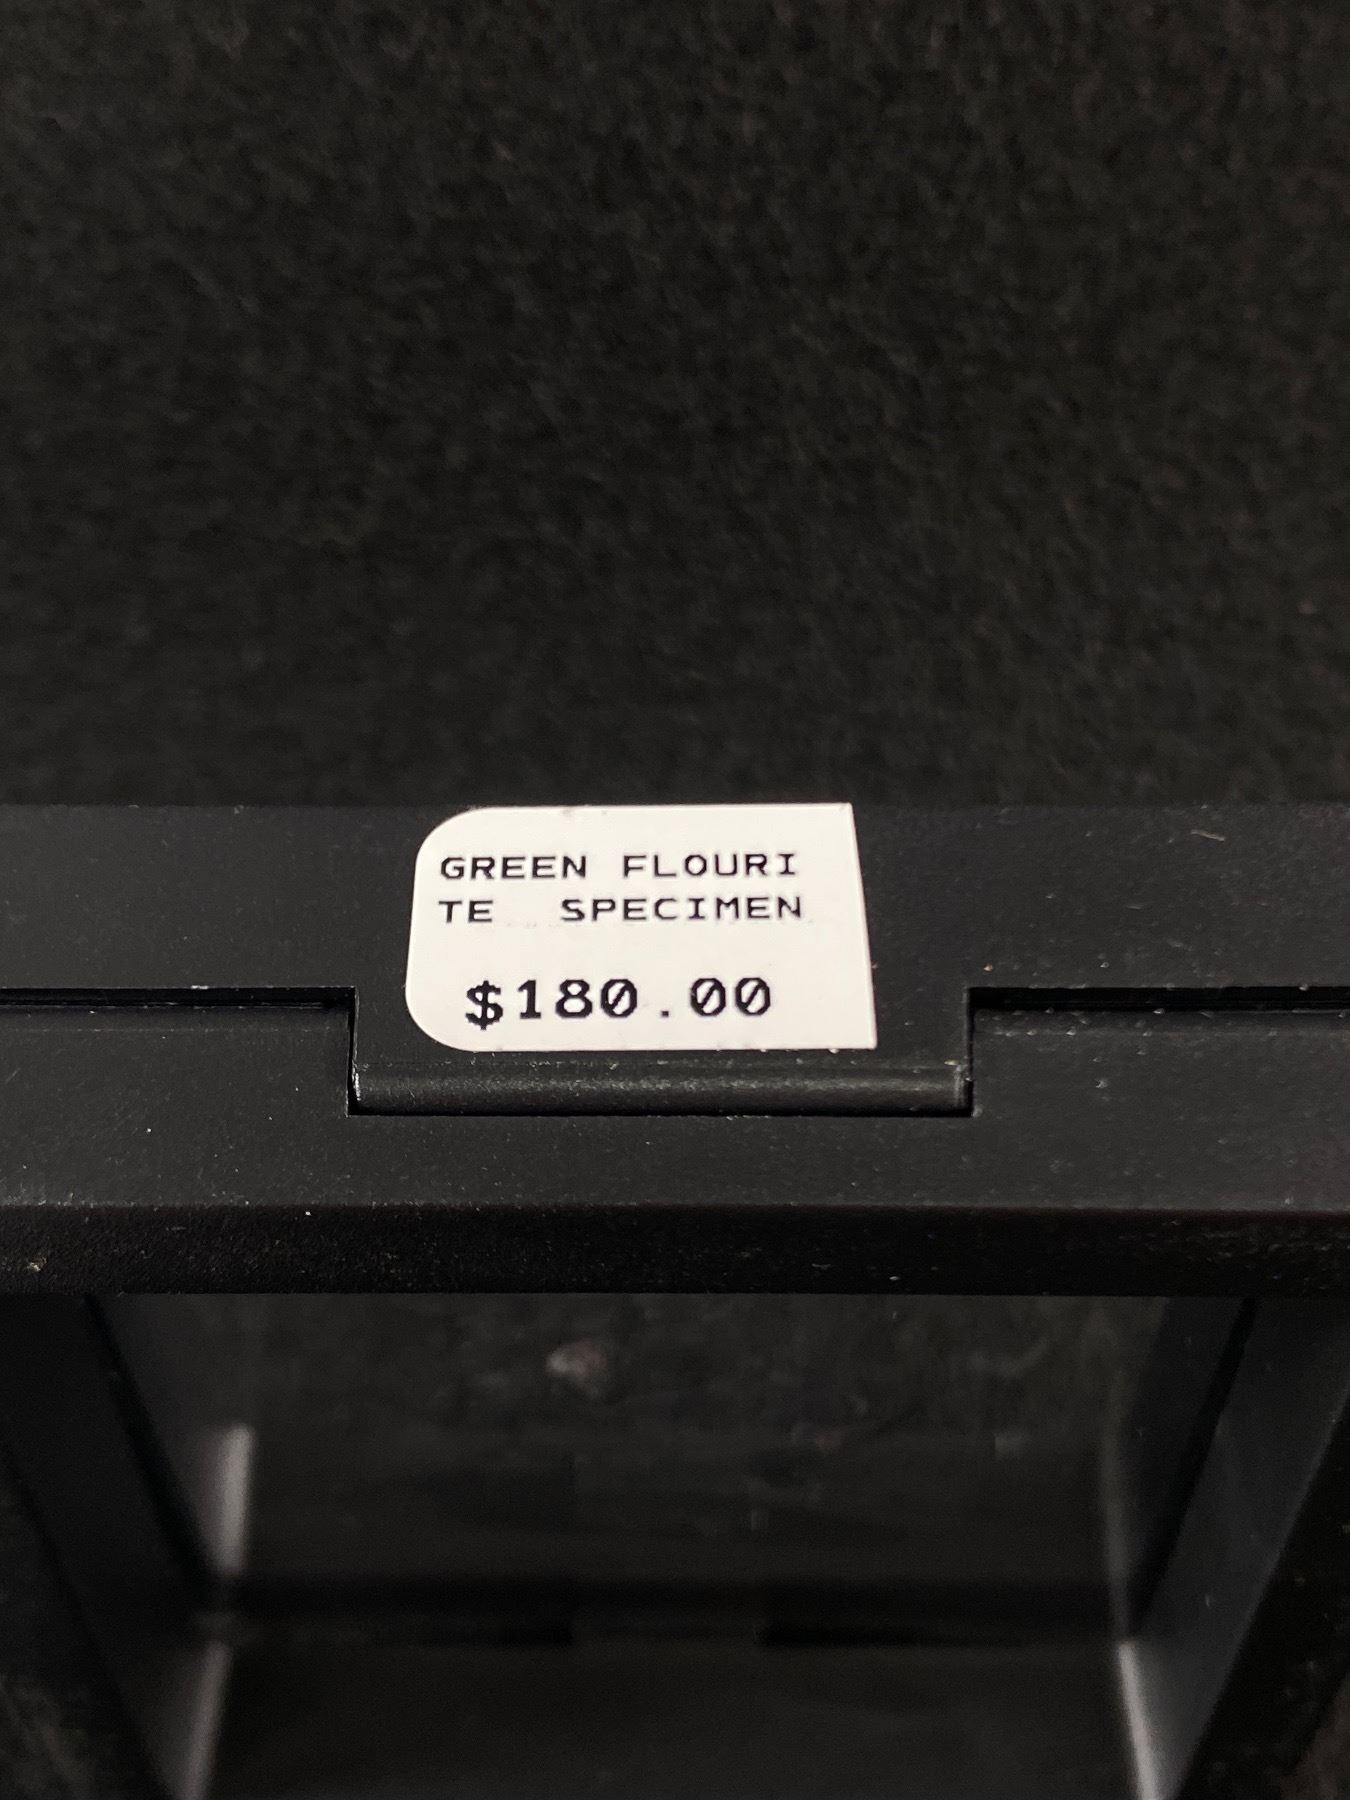 GREEN FLOURI
TE SPECIMEN
$180.00